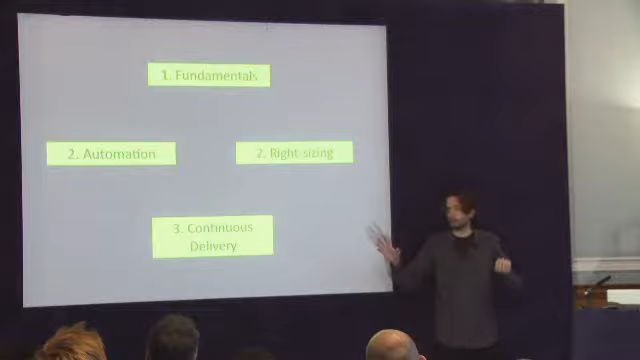 1. Fundamentals
2. Automation
2. Right-sizing
3. Continuous
Delivery